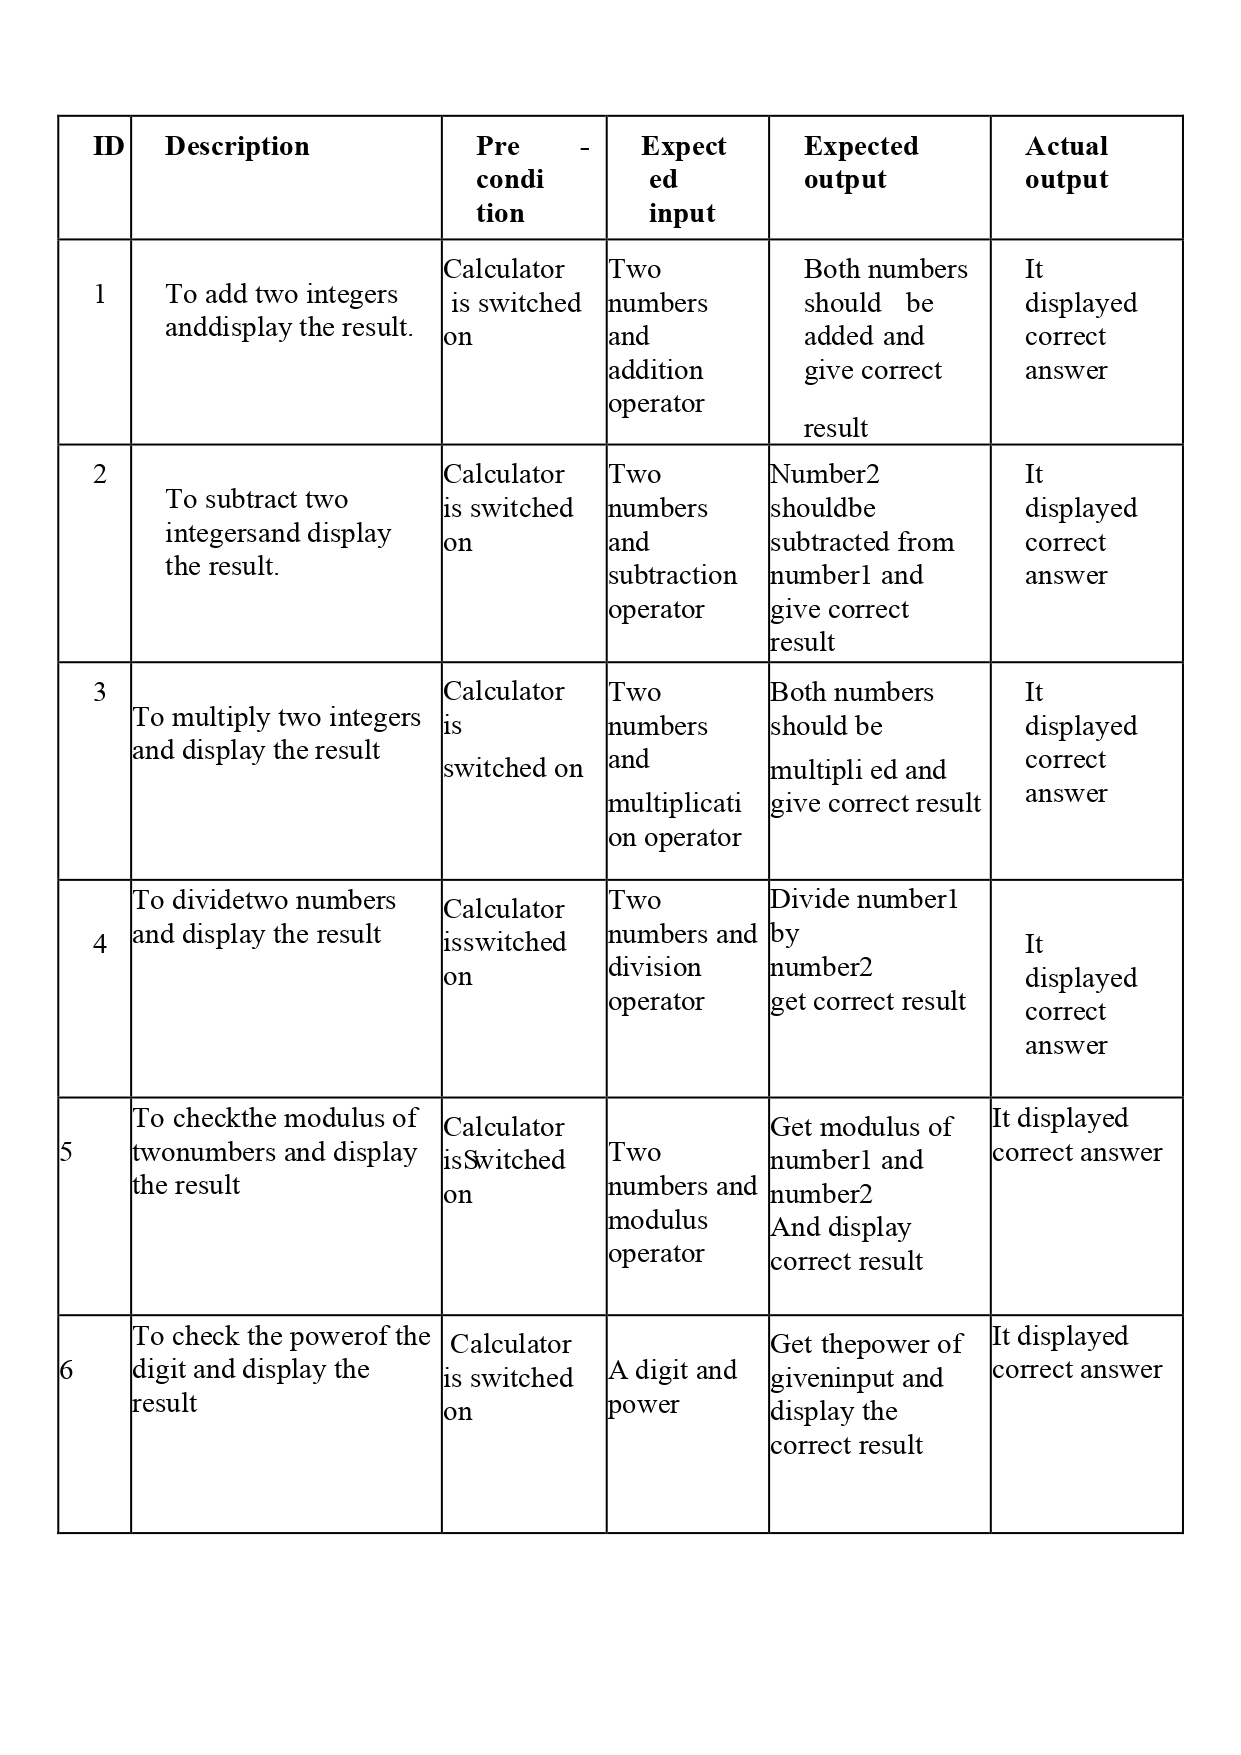 ID
Description
Pre -
condi
tion
Expect
ed
input
Expected
output
Actual
output
1
To add two integers
anddisplay the result.
Calculator
is switched
on
Two
numbers
and
addition
operator
Both numbers
should be
added and
give correct
result
It
displayed
correct
answer
2
To subtract two
integersand display
the result.
Calculator
is switched
on
Two
numbers
and
subtraction
operator
Number2
shouldbe
subtracted from
number1 and
give correct
result
It
displayed
correct
answer
3
To multiply two integers
and display the result
Calculator
is
switched on
Two
numbers
and
multiplicati
on operator
Both numbers
should be
multipli ed and
give correct result
It
displayed
correct
answer
4
To dividetwo numbers
and display the result
Calculator
isswitched
on
Two
numbers and
division
operator
Divide number1
by
number2
get correct result
It
displayed
correct
answer
5
To checkthe modulus of
twonumbers and display
the result
Calculator
isSwitched
on
Two
numbers and
modulus
operator
Get modulus of
number1 and
number2
And display
correct result
It displayed
correct answer
6
To check the powerof the
digit and display the
result
Calculator
is switched
on
A digit and
power
Get thepower of
giveninput and
display the
correct result
It displayed
correct answer